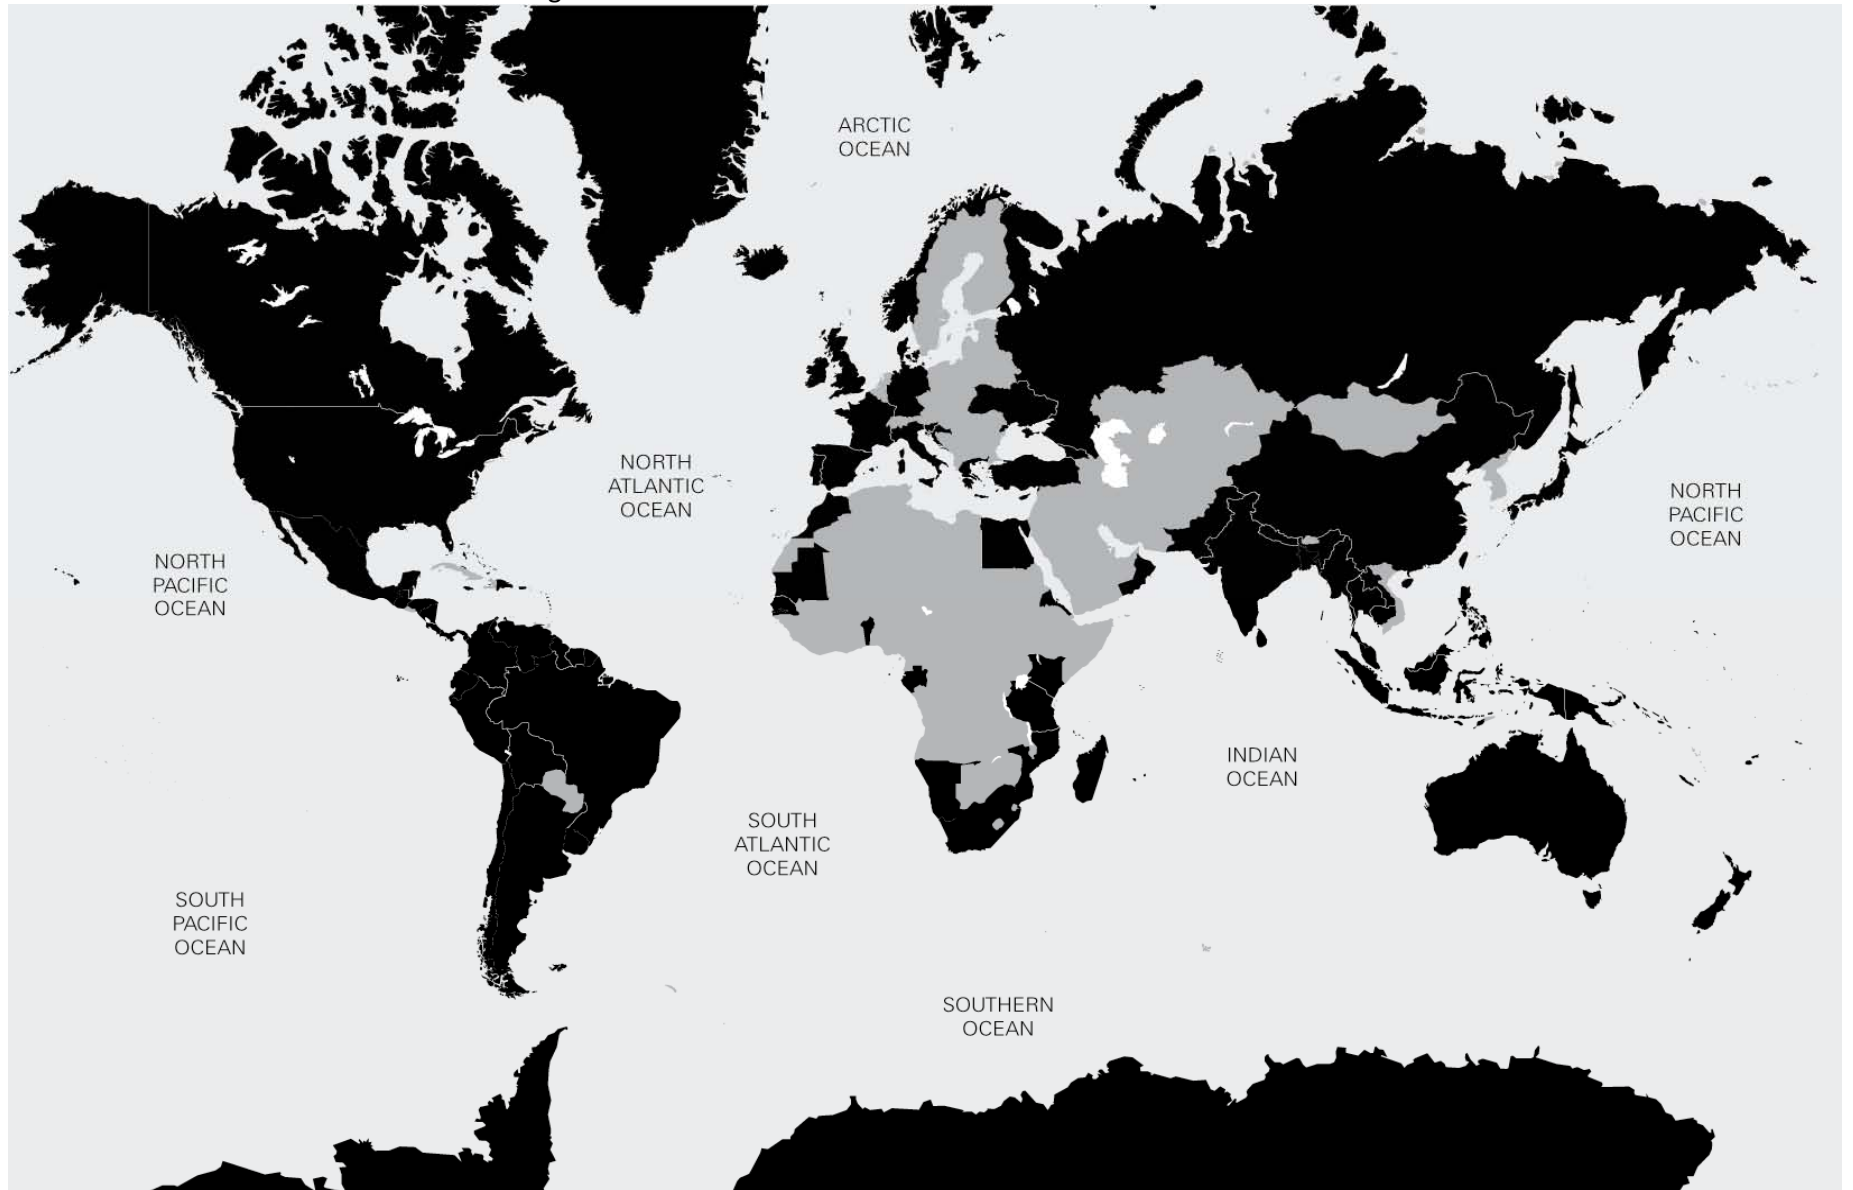 ARCTIC
OCEAN
NORTH
ATLANTIC
OCEAN
NORTH
PACIFIC
OCEAN
NORTH
PACIFIC
OCEAN
INDIAN
OCEAN
SOUTH
ATLANTIC
OCEAN
SOUTH
PACIFIC
OCEAN
SOUTHERN
OCEAN